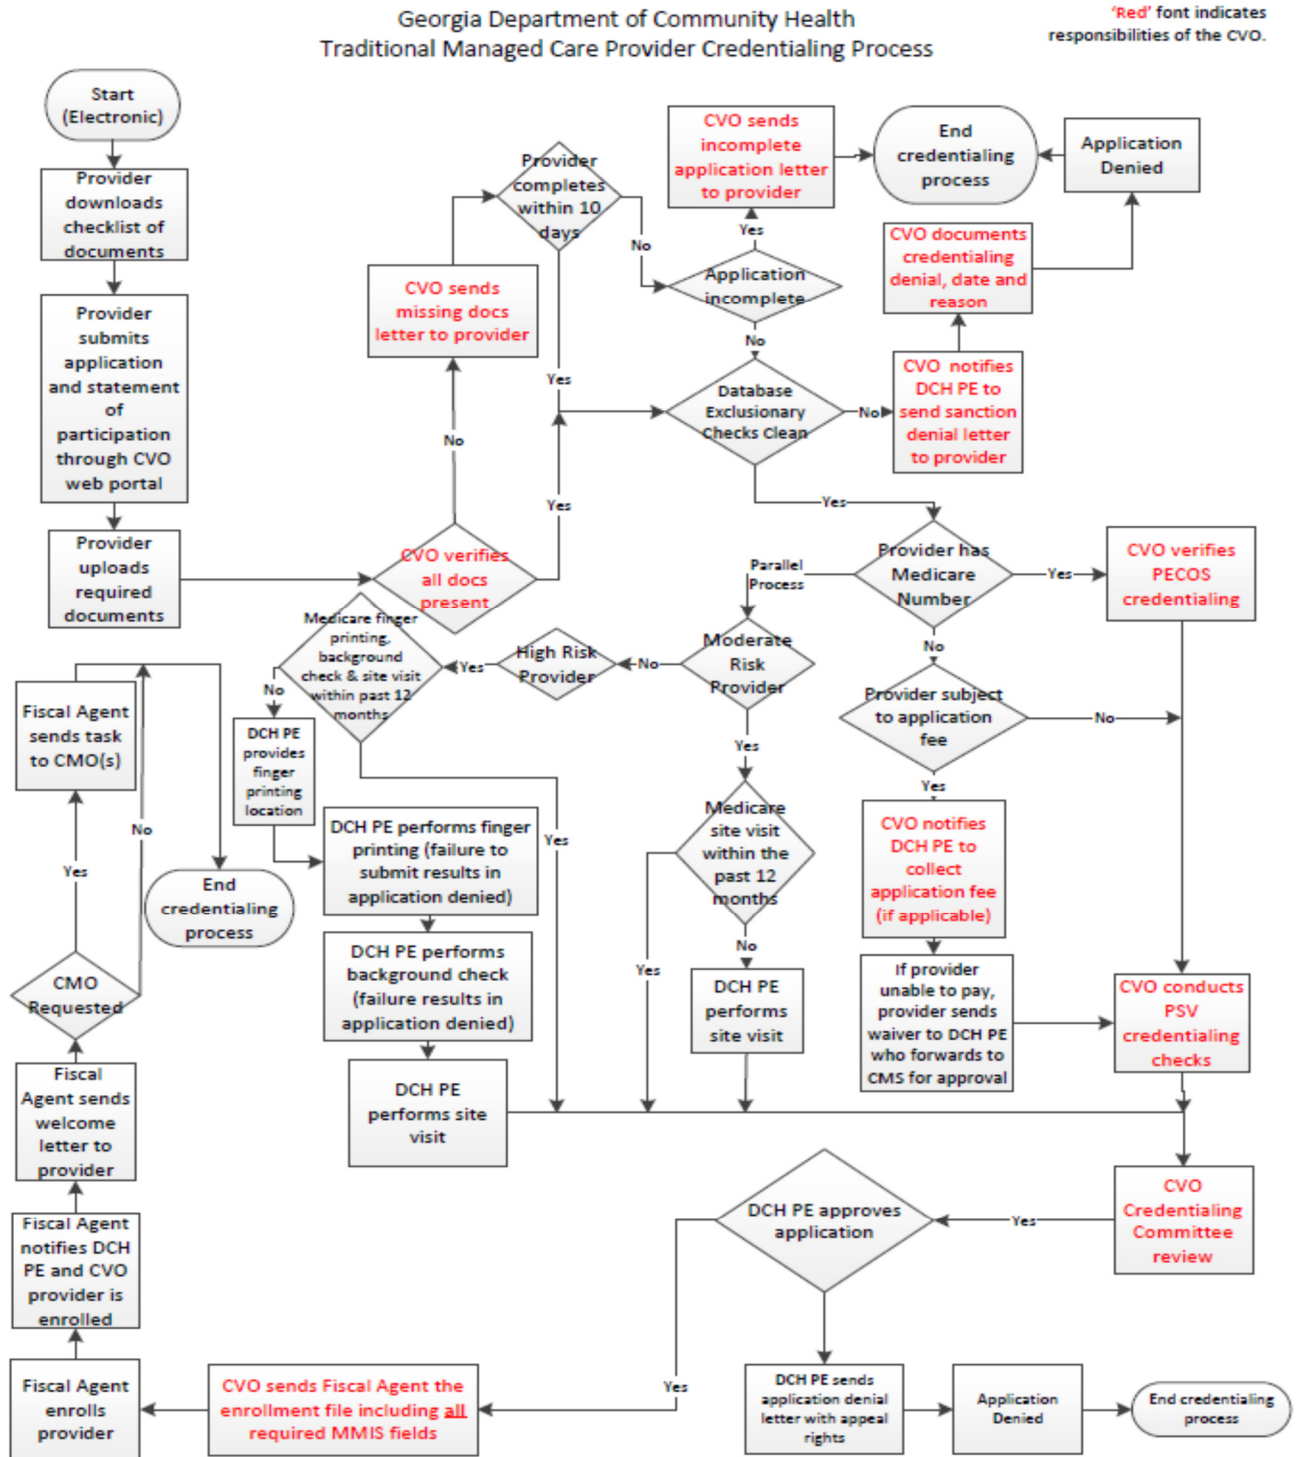 Georgia Department of Community Health
Traditional Managed Care Provider Credentialing Process
'Red' font indicates
responsibilities of the CVO.
Start
(Electronic)
Provider
downloads
checklist of
documents
Provider
submits
application
and statement
of
participation
through CVO
web portal
Provider
uploads
required
documents
CVO verifies
all docs
present
No
Yes
CVO sends
missing docs
letter to provider
Provider
completes
within 10
days
No
Yes
Application
incomplete
Yes
No
CVO sends
incomplete
application letter
to provider
End
credentialing
process
Application
Denied
CVO documents
credentialing
denial, date and
reason
CVO notifies
DCH PE to
send sanction
denial letter
to provider
Database
Exclusionary
Checks Clean
No
Yes
Provider has
Medicare
Number
Yes
No
Parallel
Process
CVO verifies
PECOS
credentialing
Provider subject
to application
fee
No
Yes
CVO notifies
DCH PE to
collect
application fee
(if applicable)
If provider
unable to pay,
provider sends
waiver to DCH PE
who forwards to
CMS for approval
CVO conducts
PSV
credentialing
checks
Moderate
Risk
Provider
No
Yes
Medicare
site visit
within the
past 12
months
Yes
No
DCH PE
performs
site visit
High Risk
Provider
Yes
Medicare finger
printing,
background
check & site visit
within past 12
months
No
Yes
DCH PE
provides
finger
printing
location
DCH PE performs finger
printing (failure to
submit results in
application denied)
DCH PE performs
background check
(failure results in
application denied)
DCH PE
performs site
visit
CVO
Credentialing
Committee
review
Yes
DCH PE approves
application
Yes
DCH PE sends
application denial
letter with appeal
rights
Application
Denied
End credentialing
process
CVO sends Fiscal Agent the
enrollment file including all
required MMIS fields
Fiscal Agent
enrolls
provider
Fiscal Agent
notifies DCH
PE and CVO
provider is
enrolled
Fiscal
Agent sends
welcome
letter to
provider
CMO
Requested
Yes
No
Fiscal Agent
sends task
to CMO(s)
End
credentialing
process